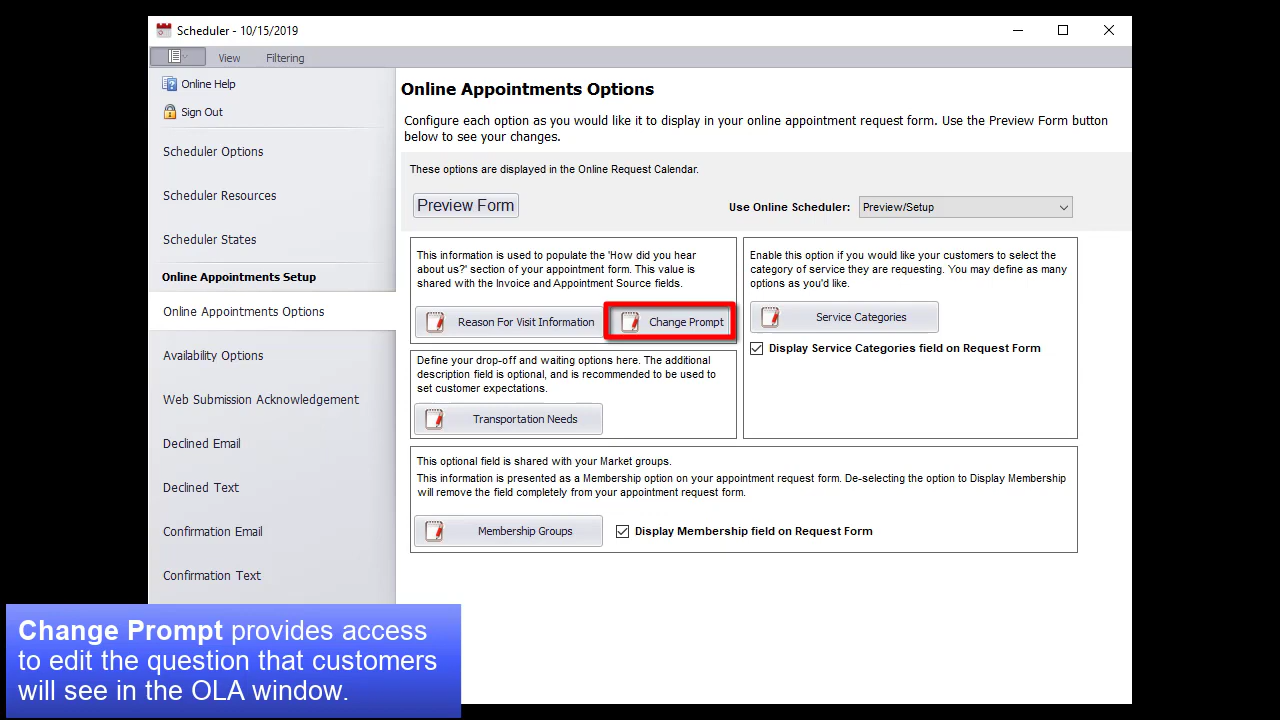 Scheduler - 10/15/2019
View
Filtering
Online Help
Sign Out
Scheduler Options
Scheduler Resources
Scheduler States
Online Appointments Setup
Online Appointments Options
Availability Options
Web Submission Acknowledgement
Declined Email
Declined Text
Confirmation Email
Confirmation Text
Online Appointments Options
Configure each option as you would like it to display in your online appointment request form. Use the Preview Form button
below to see your changes.
These options are displayed in the Online Request Calendar.
Preview Form
Use Online Scheduler:
Preview/Setup
This information is used to populate the 'How did you hear
about us?' section of your appointment form. This value is
shared with the Invoice and Appointment Source fields.
Reason For Visit Information
Change Prompt
Enable this option if you would like your customers to select the
category of service they are requesting. You may define as many
options as you'd like.
Service Categories
Display Service Categories field on Request Form
Define your drop-off and waiting options here. The additional
description field is optional, and is recommended to be used to
set customer expectations.
Transportation Needs
This optional field is shared with your Market groups.
This information is presented as a Membership option on your appointment request form. De-selecting the option to Display Membership
will remove the field completely from your appointment request form.
Membership Groups
Display Membership field on Request Form
Change Prompt provides access
to edit the question that customers
will see in the OLA window.